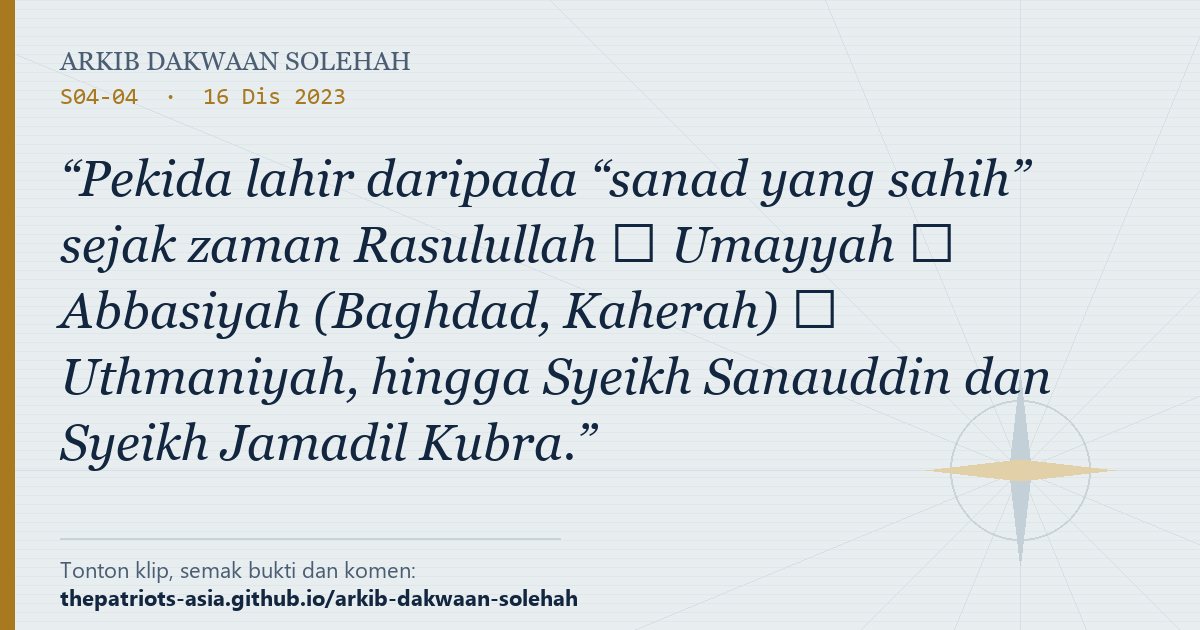 ARKIB DAKWAAN SOLEHAH
S04-04 · 16 Dis 2023
“Pekida lahir daripada “sanad yang sahih”
sejak zaman Rasulullah □ Umayyah □
Abbasiyah (Baghdad, Kaherah) □
Uthmaniyah, hingga Syeikh Sanauddin dan
Syeikh Jamadil Kubra.”
Tonton klip, semak bukti dan komen:
thepatriots-asia.github.io/arkib-dakwaan-solehah